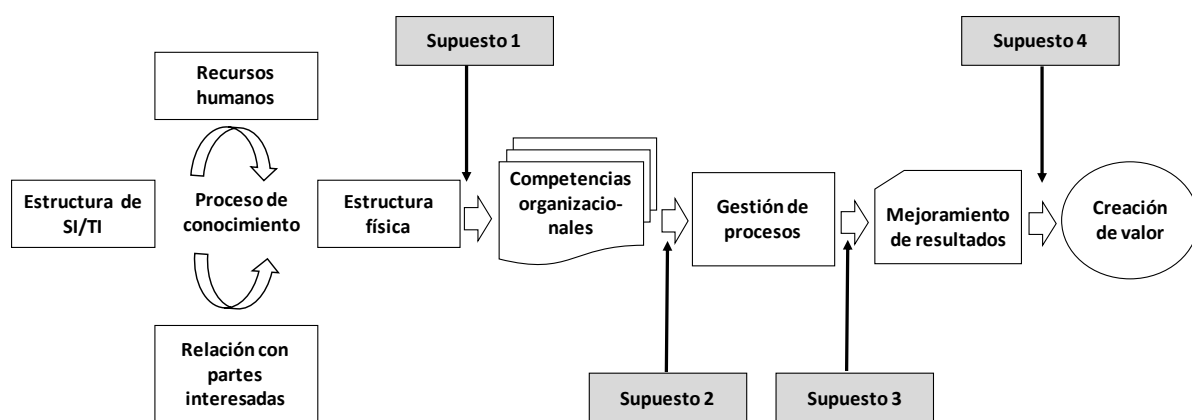 Supuesto 1
Supuesto 4
Recursos
humanos
Estructura de
SI/TI
Proceso de
conocimiento
Estructura
física
Competencias
organizacio-
nales
Gestión de
procesos
Mejoramiento
de resultados
Creación
de valor
Relación con
partes
interesadas
Supuesto 2
Supuesto 3